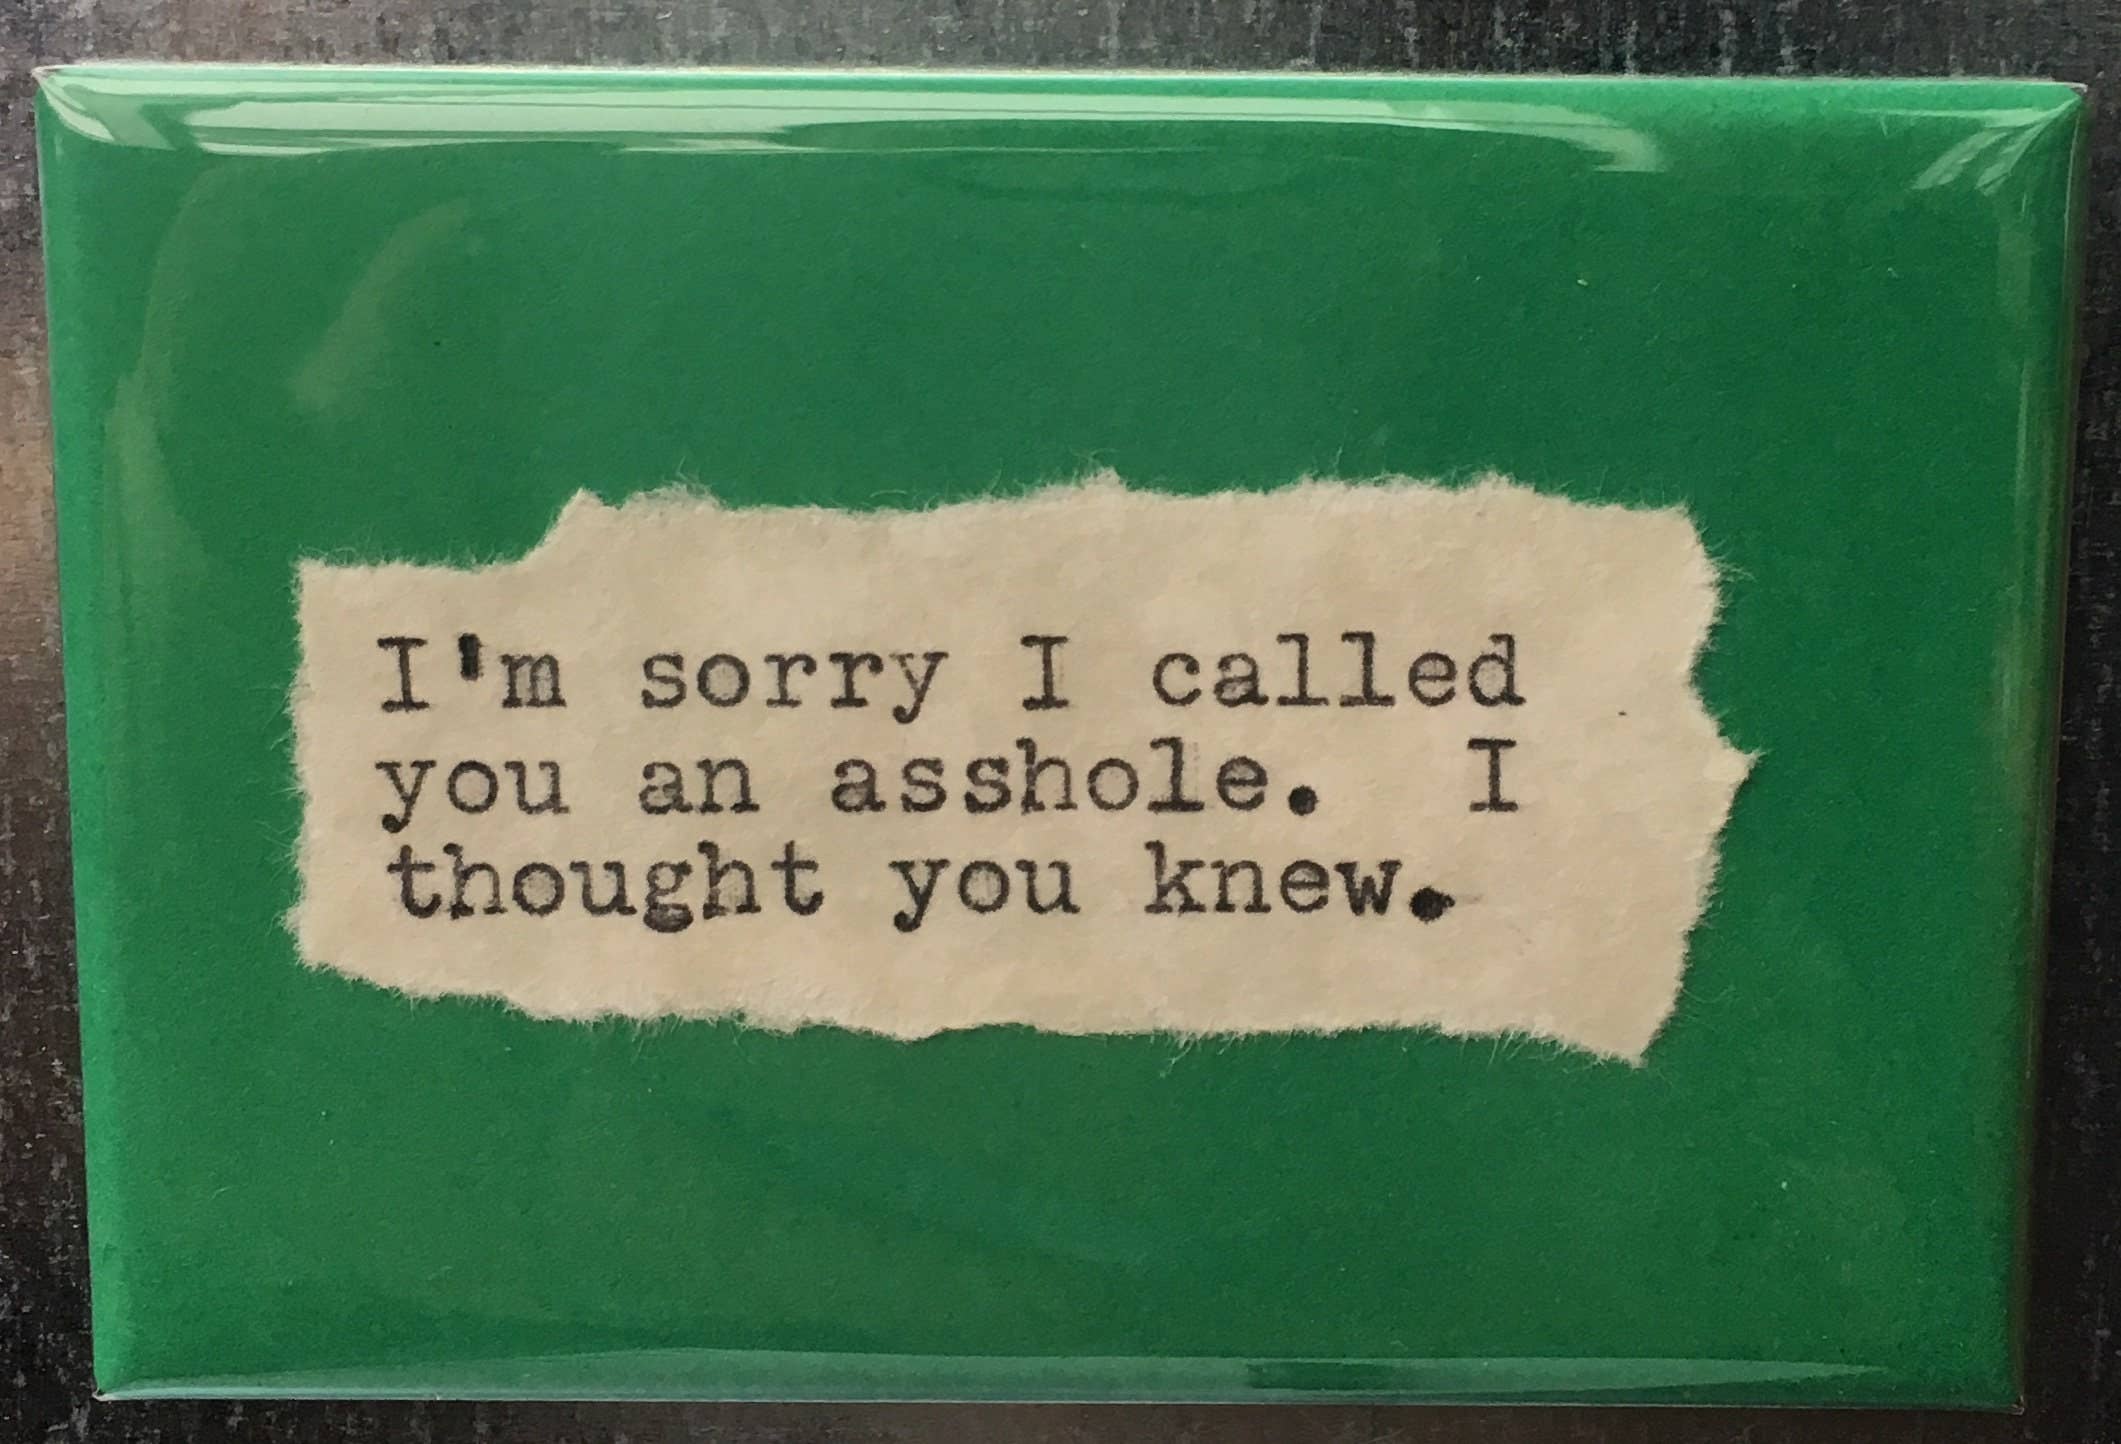 I'm sorry I called
you an asshole.  I
thought you knew.